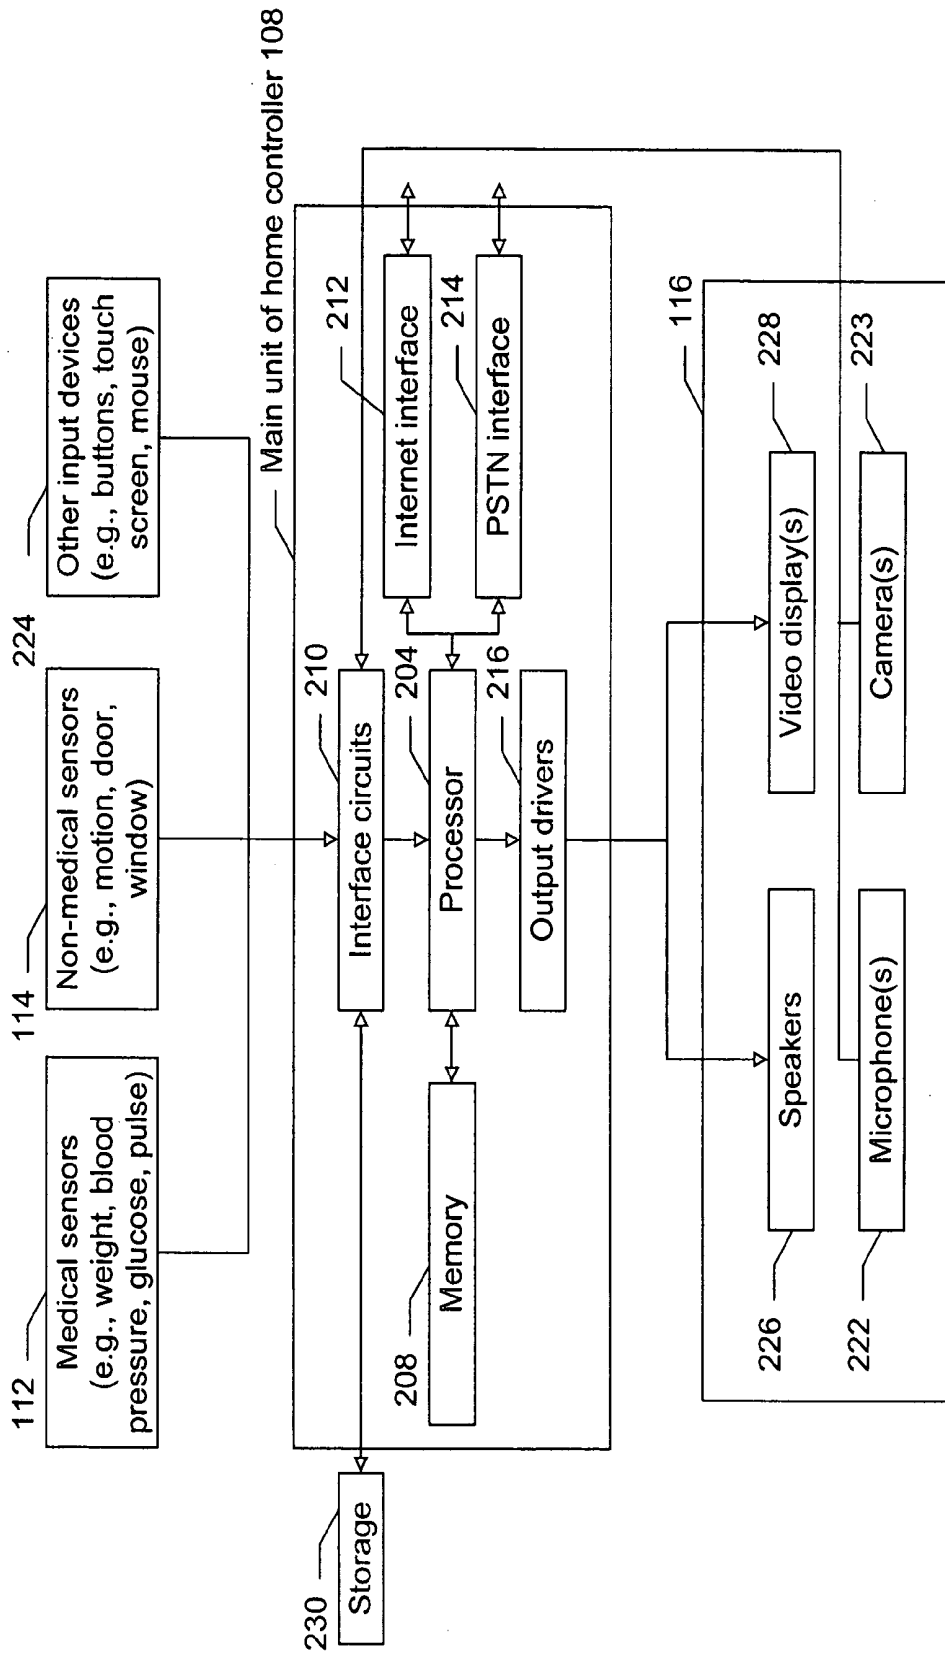 112
Medical sensors
(e.g., weight, blood
pressure, glucose, pulse)
114
Non-medical sensors
(e.g., motion, door,
window)
224
Other input devices
(e.g., buttons, touch
screen, mouse)
Main unit of home controller 108
230
Storage
210
Interface circuits
212
Internet interface
208
Memory
204
Processor
214
PSTN interface
216
Output drivers
116
226
Speakers
228
Video display(s)
222
Microphone(s)
223
Camera(s)